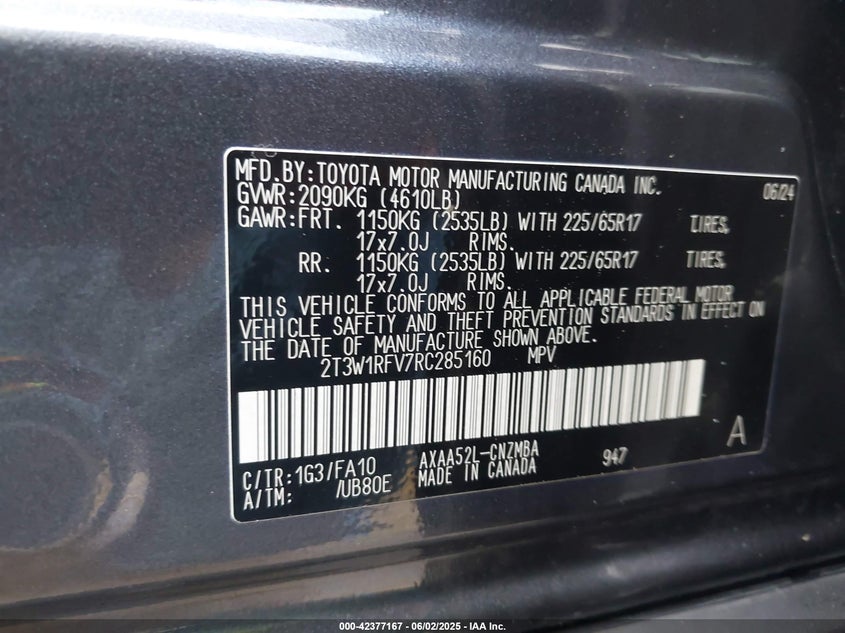 MFD.BY:TOYOTA MOTOR MANUFACTURING CANADA INC. 06/24
GVWR:2090KG (4610LB)
GAWR:FRT. 1150KG (2535LB) WITH 225/65R17 TIRES,
17x7.0J RIMS.
RR. 1150KG (2535LB) WITH 225/65R17 TIRES,
17x7.0J RIMS.
THIS VEHICLE CONFORMS TO ALL APPLICABLE FEDERAL MOTOR
VEHICLE SAFETY AND THEFT PREVENTION STANDARDS IN EFFECT ON
THE DATE OF MANUFACTURE SHOWN ABOVE.
2T3W1RFV7RC285160 MPV
A
C/TR:1G3/FA10 AXAA52L-CNZMBA 947
A/TM: /UB80E MADE IN CANADA
000-42377167 - 06/02/2025 - IAA Inc.